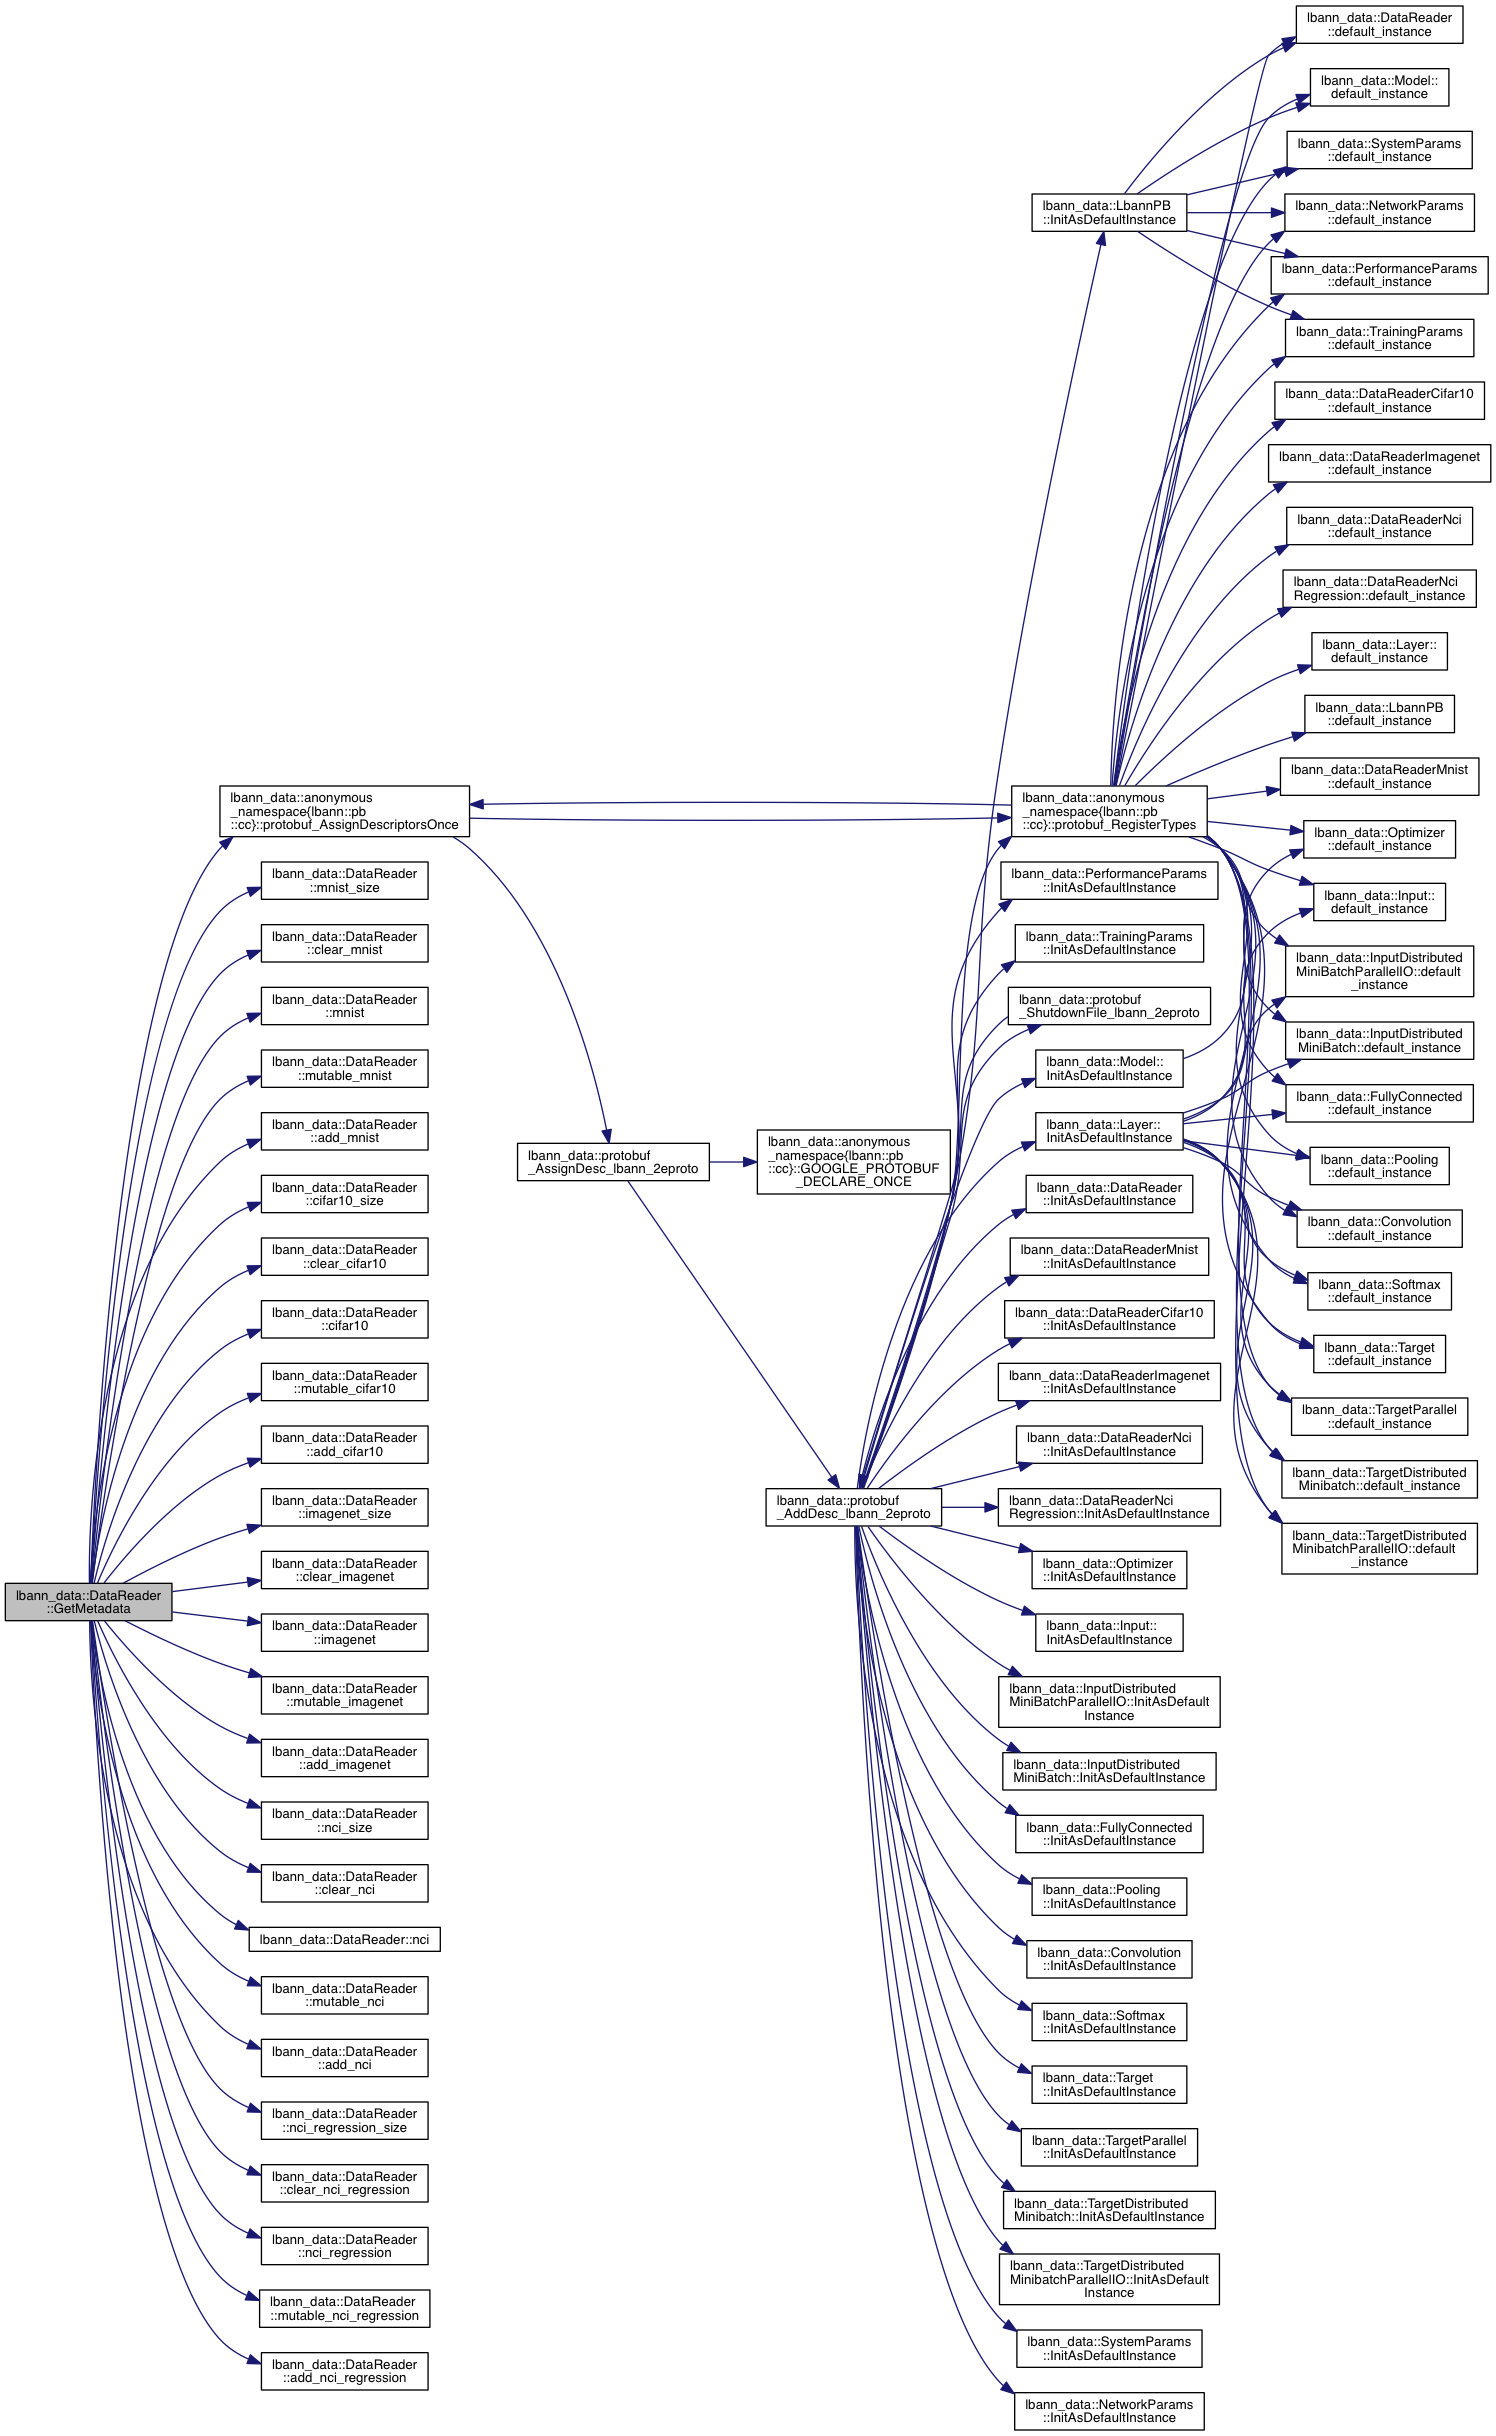 lbann_data::DataReader
::GetMetadata
lbann_data::anonymous
_namespace{lbann::pb
::cc}::protobuf_AssignDescriptorsOnce
lbann_data::DataReader
::mnist_size
lbann_data::DataReader
::clear_mnist
lbann_data::DataReader
::mnist
lbann_data::DataReader
::mutable_mnist
lbann_data::DataReader
::add_mnist
lbann_data::DataReader
::cifar10_size
lbann_data::DataReader
::clear_cifar10
lbann_data::DataReader
::cifar10
lbann_data::DataReader
::mutable_cifar10
lbann_data::DataReader
::add_cifar10
lbann_data::DataReader
::imagenet_size
lbann_data::DataReader
::clear_imagenet
lbann_data::DataReader
::imagenet
lbann_data::DataReader
::mutable_imagenet
lbann_data::DataReader
::add_imagenet
lbann_data::DataReader
::nci_size
lbann_data::DataReader
::clear_nci
lbann_data::DataReader::nci
lbann_data::DataReader
::mutable_nci
lbann_data::DataReader
::add_nci
lbann_data::DataReader
::nci_regression_size
lbann_data::DataReader
::clear_nci_regression
lbann_data::DataReader
::nci_regression
lbann_data::DataReader
::mutable_nci_regression
lbann_data::DataReader
::add_nci_regression
lbann_data::protobuf
_AssignDesc_lbann_2eproto
lbann_data::anonymous
_namespace{lbann::pb
::cc}::GOOGLE_PROTOBUF
_DECLARE_ONCE
lbann_data::protobuf
_AddDesc_lbann_2eproto
lbann_data::LbannPB
::InitAsDefaultInstance
lbann_data::anonymous
_namespace{lbann::pb
::cc}::protobuf_RegisterTypes
lbann_data::PerformanceParams
::InitAsDefaultInstance
lbann_data::TrainingParams
::InitAsDefaultInstance
lbann_data::protobuf
_ShutdownFile_lbann_2eproto
lbann_data::Model::
InitAsDefaultInstance
lbann_data::Layer::
InitAsDefaultInstance
lbann_data::DataReader
::InitAsDefaultInstance
lbann_data::DataReaderMnist
::InitAsDefaultInstance
lbann_data::DataReaderCifar10
::InitAsDefaultInstance
lbann_data::DataReaderImagenet
::InitAsDefaultInstance
lbann_data::DataReaderNci
::InitAsDefaultInstance
lbann_data::DataReaderNci
Regression::InitAsDefaultInstance
lbann_data::Optimizer
::InitAsDefaultInstance
lbann_data::Input::
InitAsDefaultInstance
lbann_data::InputDistributed
MiniBatchParallelIO::InitAsDefault
Instance
lbann_data::InputDistributed
MiniBatch::InitAsDefaultInstance
lbann_data::FullyConnected
::InitAsDefaultInstance
lbann_data::Pooling
::InitAsDefaultInstance
lbann_data::Convolution
::InitAsDefaultInstance
lbann_data::Softmax
::InitAsDefaultInstance
lbann_data::Target
::InitAsDefaultInstance
lbann_data::TargetParallel
::InitAsDefaultInstance
lbann_data::TargetDistributed
Minibatch::InitAsDefaultInstance
lbann_data::TargetDistributed
MinibatchParallelIO::InitAsDefault
Instance
lbann_data::SystemParams
::InitAsDefaultInstance
lbann_data::NetworkParams
::InitAsDefaultInstance
lbann_data::DataReader
::default_instance
lbann_data::Model::
default_instance
lbann_data::SystemParams
::default_instance
lbann_data::NetworkParams
::default_instance
lbann_data::PerformanceParams
::default_instance
lbann_data::TrainingParams
::default_instance
lbann_data::DataReaderCifar10
::default_instance
lbann_data::DataReaderImagenet
::default_instance
lbann_data::DataReaderNci
::default_instance
lbann_data::DataReaderNci
Regression::default_instance
lbann_data::Layer::
default_instance
lbann_data::LbannPB
::default_instance
lbann_data::DataReaderMnist
::default_instance
lbann_data::Optimizer
::default_instance
lbann_data::Input::
default_instance
lbann_data::InputDistributed
MiniBatchParallelIO::default
_instance
lbann_data::InputDistributed
MiniBatch::default_instance
lbann_data::FullyConnected
::default_instance
lbann_data::Pooling
::default_instance
lbann_data::Convolution
::default_instance
lbann_data::Softmax
::default_instance
lbann_data::Target
::default_instance
lbann_data::TargetParallel
::default_instance
lbann_data::TargetDistributed
Minibatch::default_instance
lbann_data::TargetDistributed
MinibatchParallelIO::default
_instance